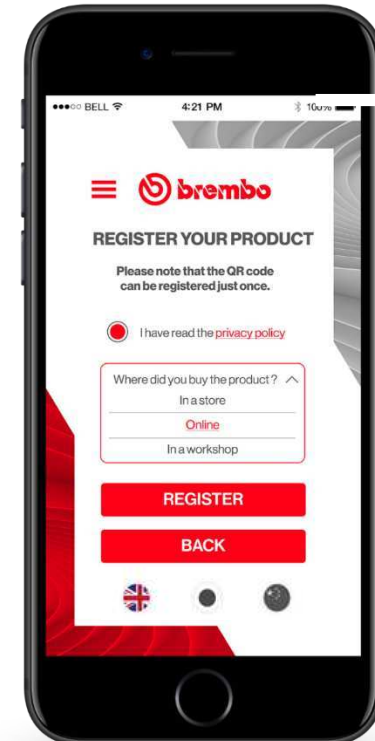 BELL
4:21 PM
brembo
REGISTER YOUR PRODUCT
Please note that the QR code
can be registered just once.
I have read the privacy policy
Where did you buy the product?
In a store
Online
In a workshop
REGISTER
BACK